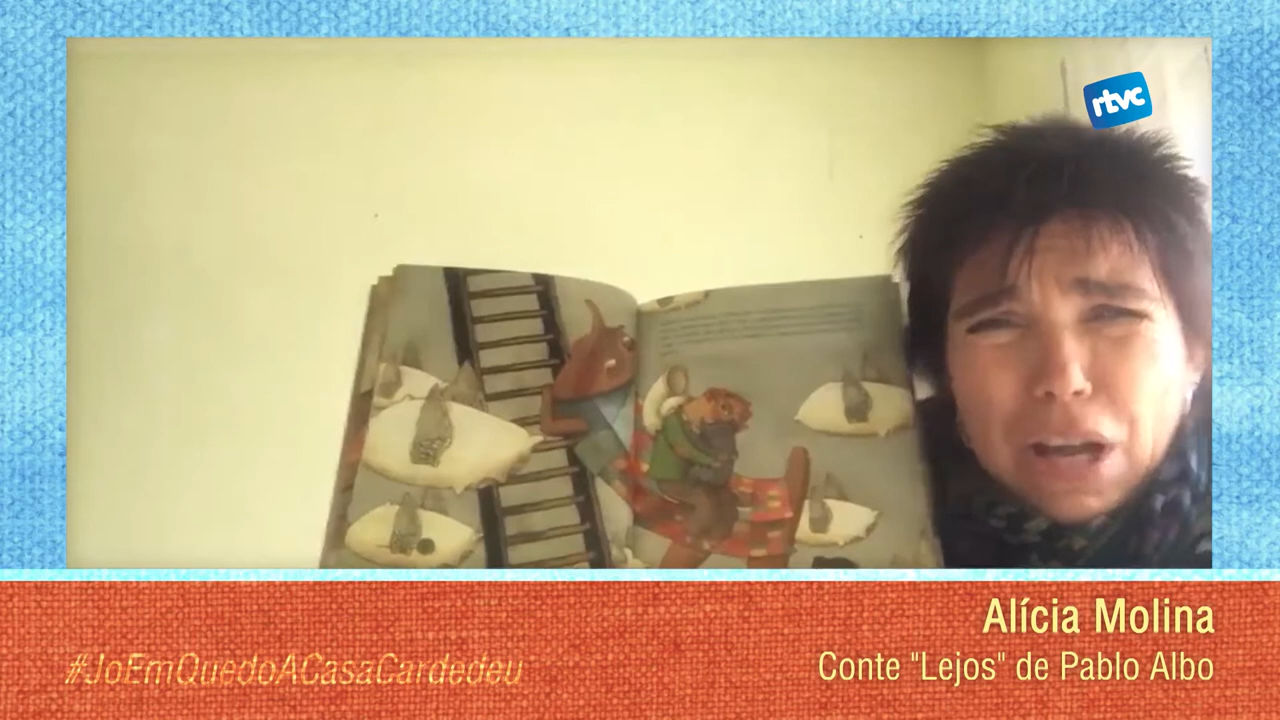 rtvc
Alícia Molina
#JoEmQuedoACasaCardedeu
Conte "Lejos" de Pablo Albo